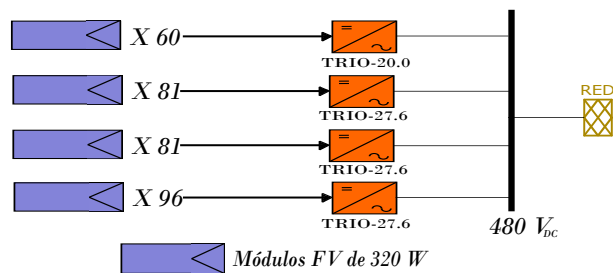 X 60
TRIO-20.0
X 81
TRIO-27.6
X 81
TRIO-27.6
X 96
TRIO-27.6
RED
480 VDC
Módulos FV de 320 W